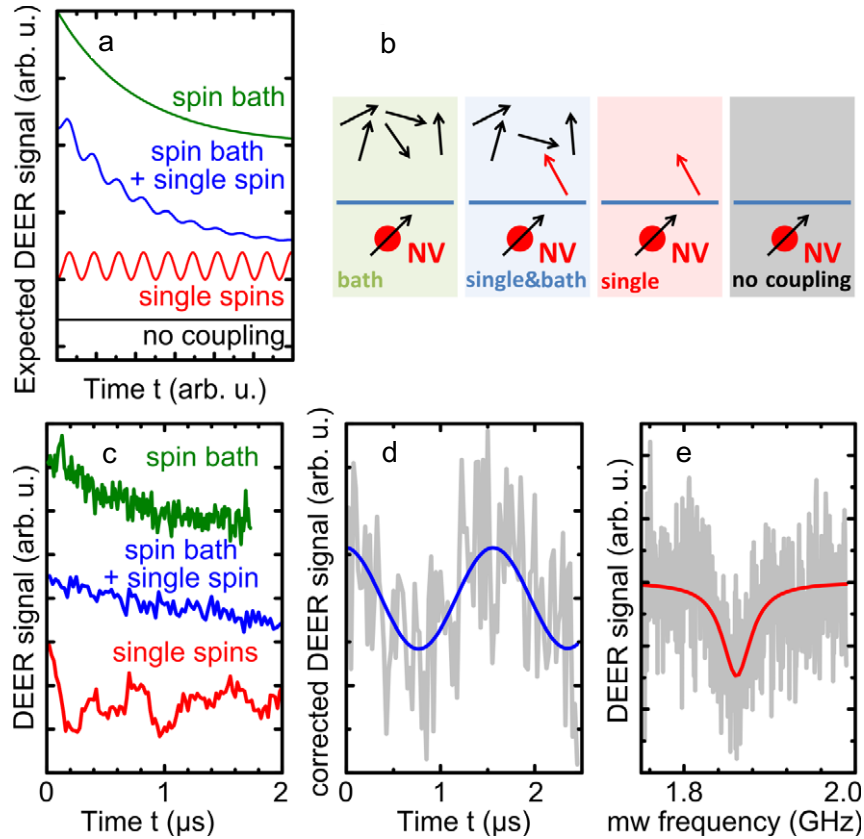 a
Expected DEER signal (arb. u.)
spin bath
spin bath
+ single spin
single spins
no coupling
Time t (arb. u.)
b
NV
bath
NV
single&bath
NV
single
NV
no coupling
c
DEER signal (arb. u.)
spin bath
spin bath
+ single spin
single spins
0 1 2
Time t (µs)
d
corrected DEER signal (arb. u.)
0 1 2
Time t (µs)
e
DEER signal (arb. u.)
1.8 2.0
mw frequency (GHz)